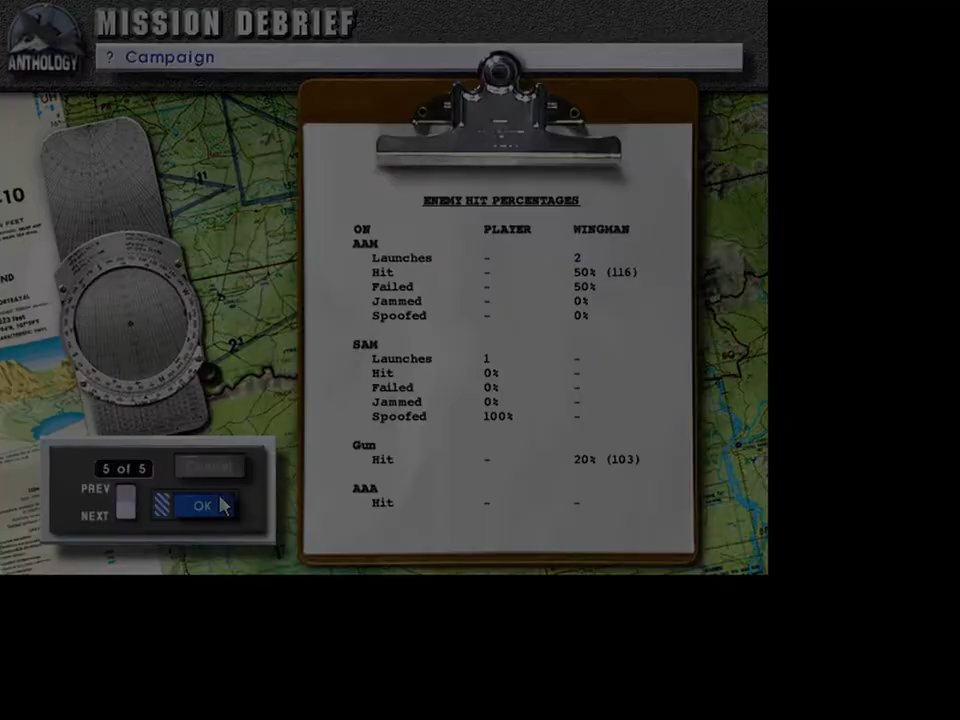 MISSION DEBRIEF
ANTHOLOGY
? Campaign
-10
ENEMY HIT PERCENTAGES
ON PLAYER WINGMAN
AAM
Launches - 2
Hit - 50% (116)
Failed - 50%
Jammed - 0%
Spoofed - 0%
SAM
Launches 1 -
Hit 0% -
Failed 0% -
Jammed 0% -
Spoofed 100% -
Gun
Hit - 20% (103)
AAA
Hit - -
5 of 5
Cancel
PREV
OK
NEXT